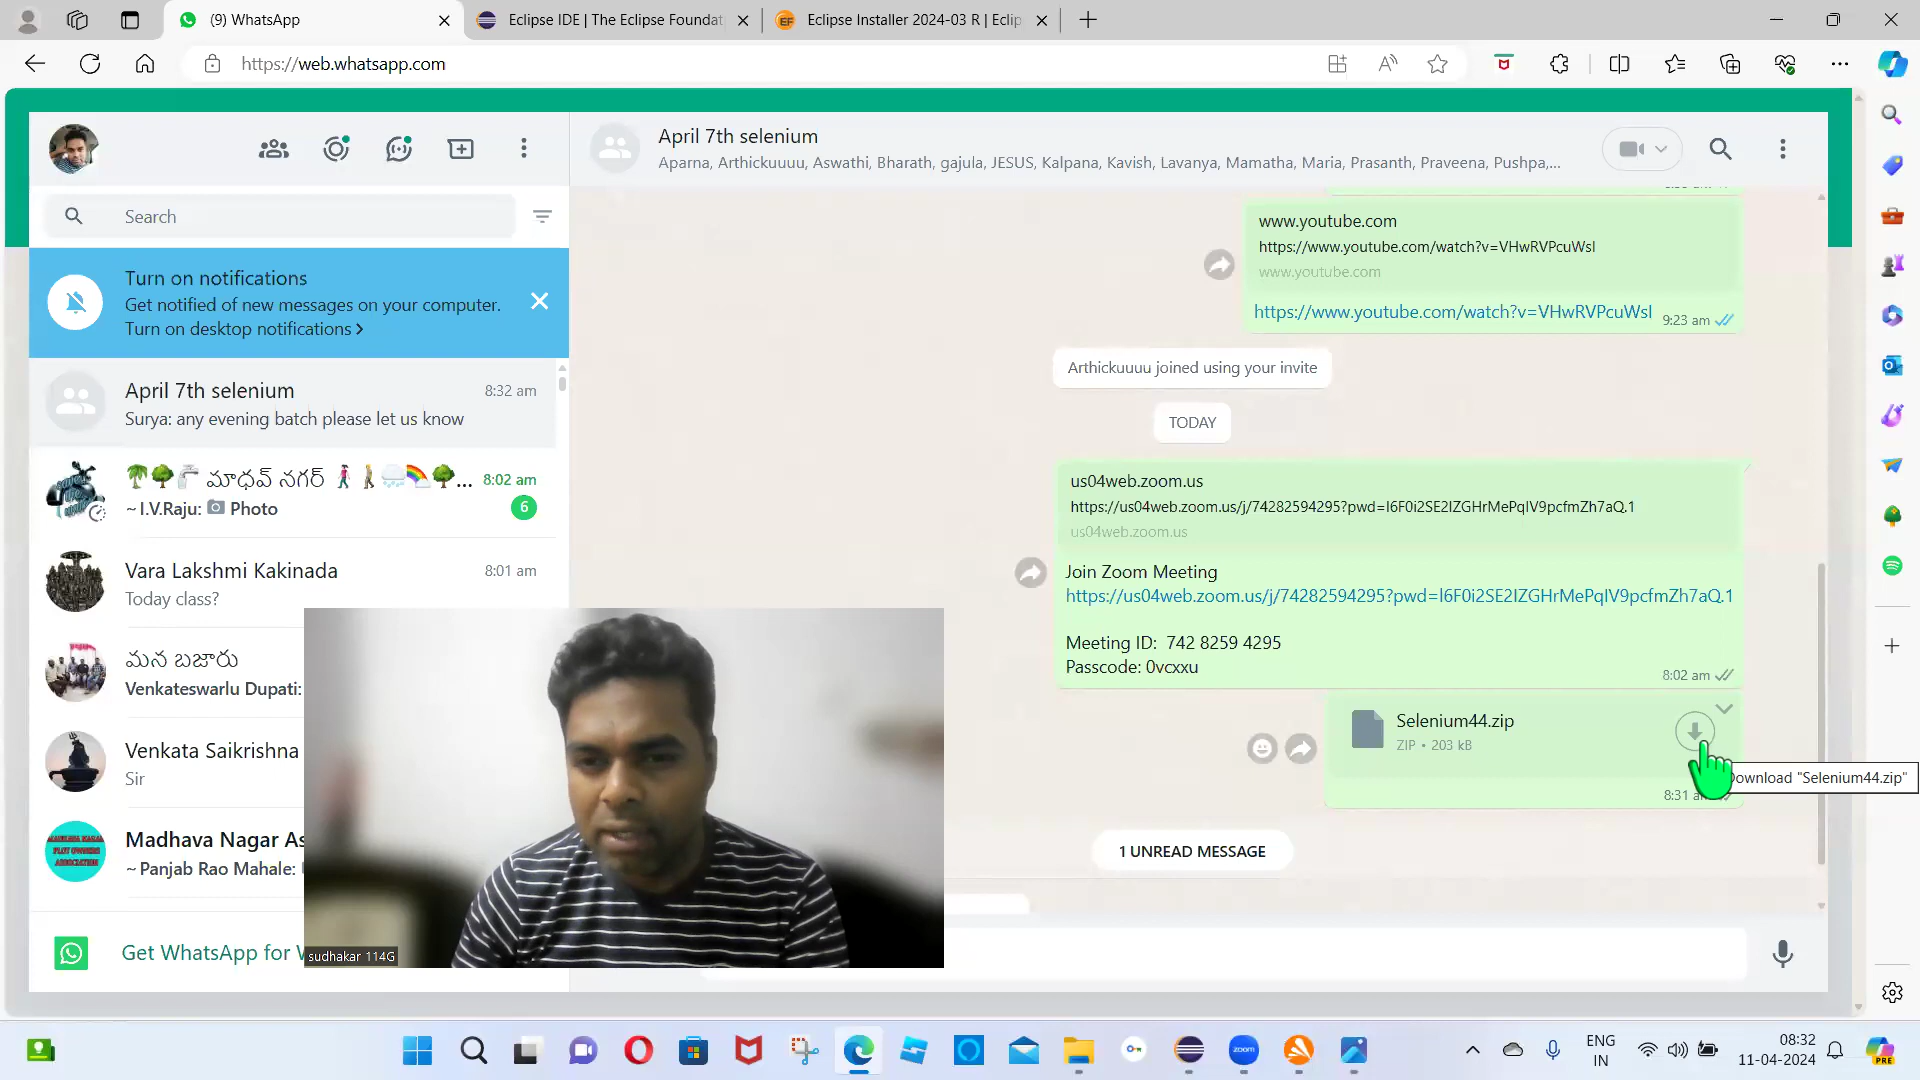 (9) WhatsApp
Eclipse IDE | The Eclipse Foundat
Eclipse Installer 2024-03 R | Eclip
https://web.whatsapp.com
April 7th selenium
Aparna, Arthickuuuu, Aswathi, Bharath, gajula, JESUS, Kalpana, Kavish, Lavanya, Mamatha, Maria, Prasanth, Praveena, Pushpa,...
Search
Turn on notifications
Get notified of new messages on your computer.
Turn on desktop notifications >
April 7th selenium
8:32 am
Surya: any evening batch please let us know
మాధవ్ నగర్
...
8:02 am
~ I.V.Raju: Photo
6
Vara Lakshmi Kakinada
8:01 am
Today class?
మన బజారు
Venkateswarlu Dupati:
Venkata Saikrishna
Sir
Madhava Nagar As
~ Panjab Rao Mahale:
Get WhatsApp for
www.youtube.com
https://www.youtube.com/watch?v=VHwRVPcuWsI
www.youtube.com
https://www.youtube.com/watch?v=VHwRVPcuWsI
9:23 am
Arthickuuuu joined using your invite
TODAY
us04web.zoom.us
https://us04web.zoom.us/j/74282594295?pwd=I6F0i2SE2IZGHrMePqIV9pcfmZh7aQ.1
us04web.zoom.us
Join Zoom Meeting
https://us04web.zoom.us/j/74282594295?pwd=I6F0i2SE2IZGHrMePqIV9pcfmZh7aQ.1
Meeting ID: 742 8259 4295
Passcode: 0vcxxu
8:02 am
Selenium44.zip
ZIP • 203 kB
Download "Selenium44.zip"
8:31
1 UNREAD MESSAGE
sudhakar 114G
zoom
ENG
IN
08:32
11-04-2024
PRE